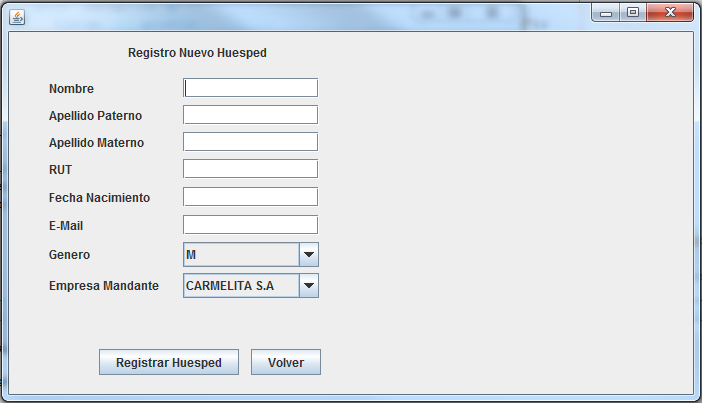 Registro Nuevo Huesped
Nombre
Apellido Paterno
Apellido Materno
RUT
Fecha Nacimiento
E-Mail
Genero M
Empresa Mandante CARMELITA S.A
Registrar Huesped Volver